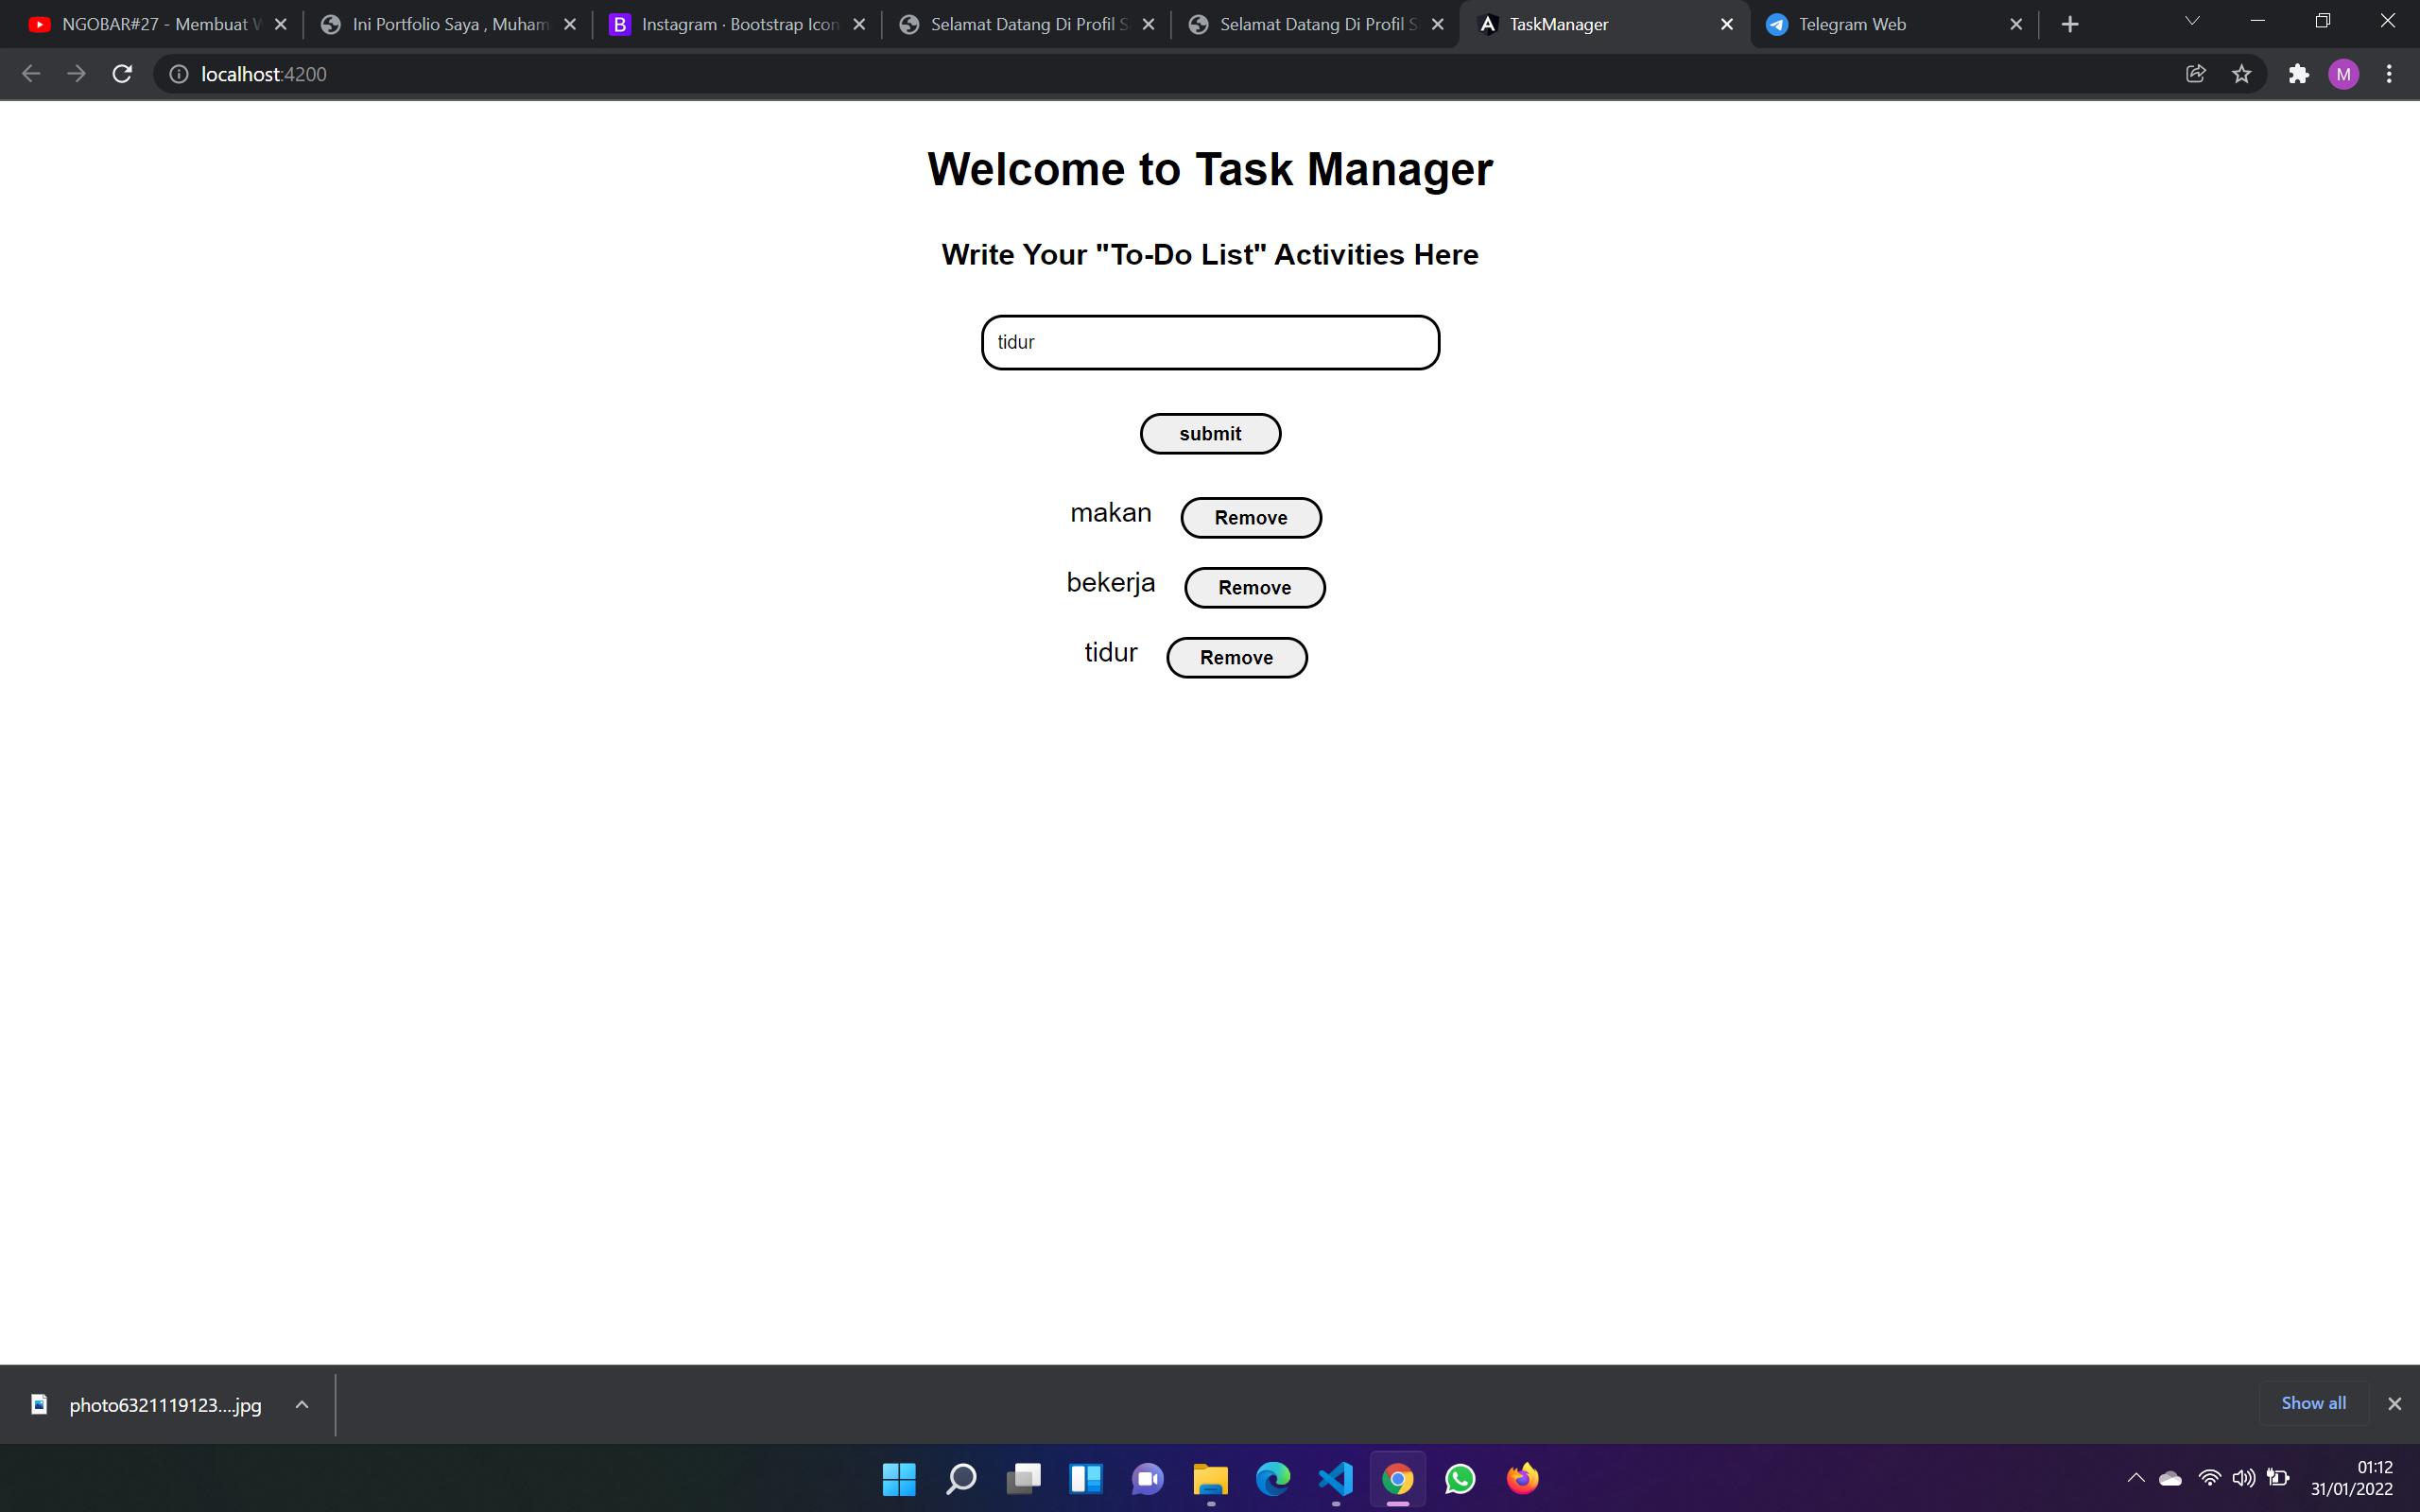 NGOBAR#27 - Membuat W
Ini Portfolio Saya , Muham
Instagram · Bootstrap Icon
Selamat Datang Di Profil S
Selamat Datang Di Profil S
TaskManager
Telegram Web
localhost:4200
M
Welcome to Task Manager
Write Your "To-Do List" Activities Here
tidur
submit
makan Remove
bekerja Remove
tidur Remove
photo6321119123....jpg
Show all
01:12
31/01/2022